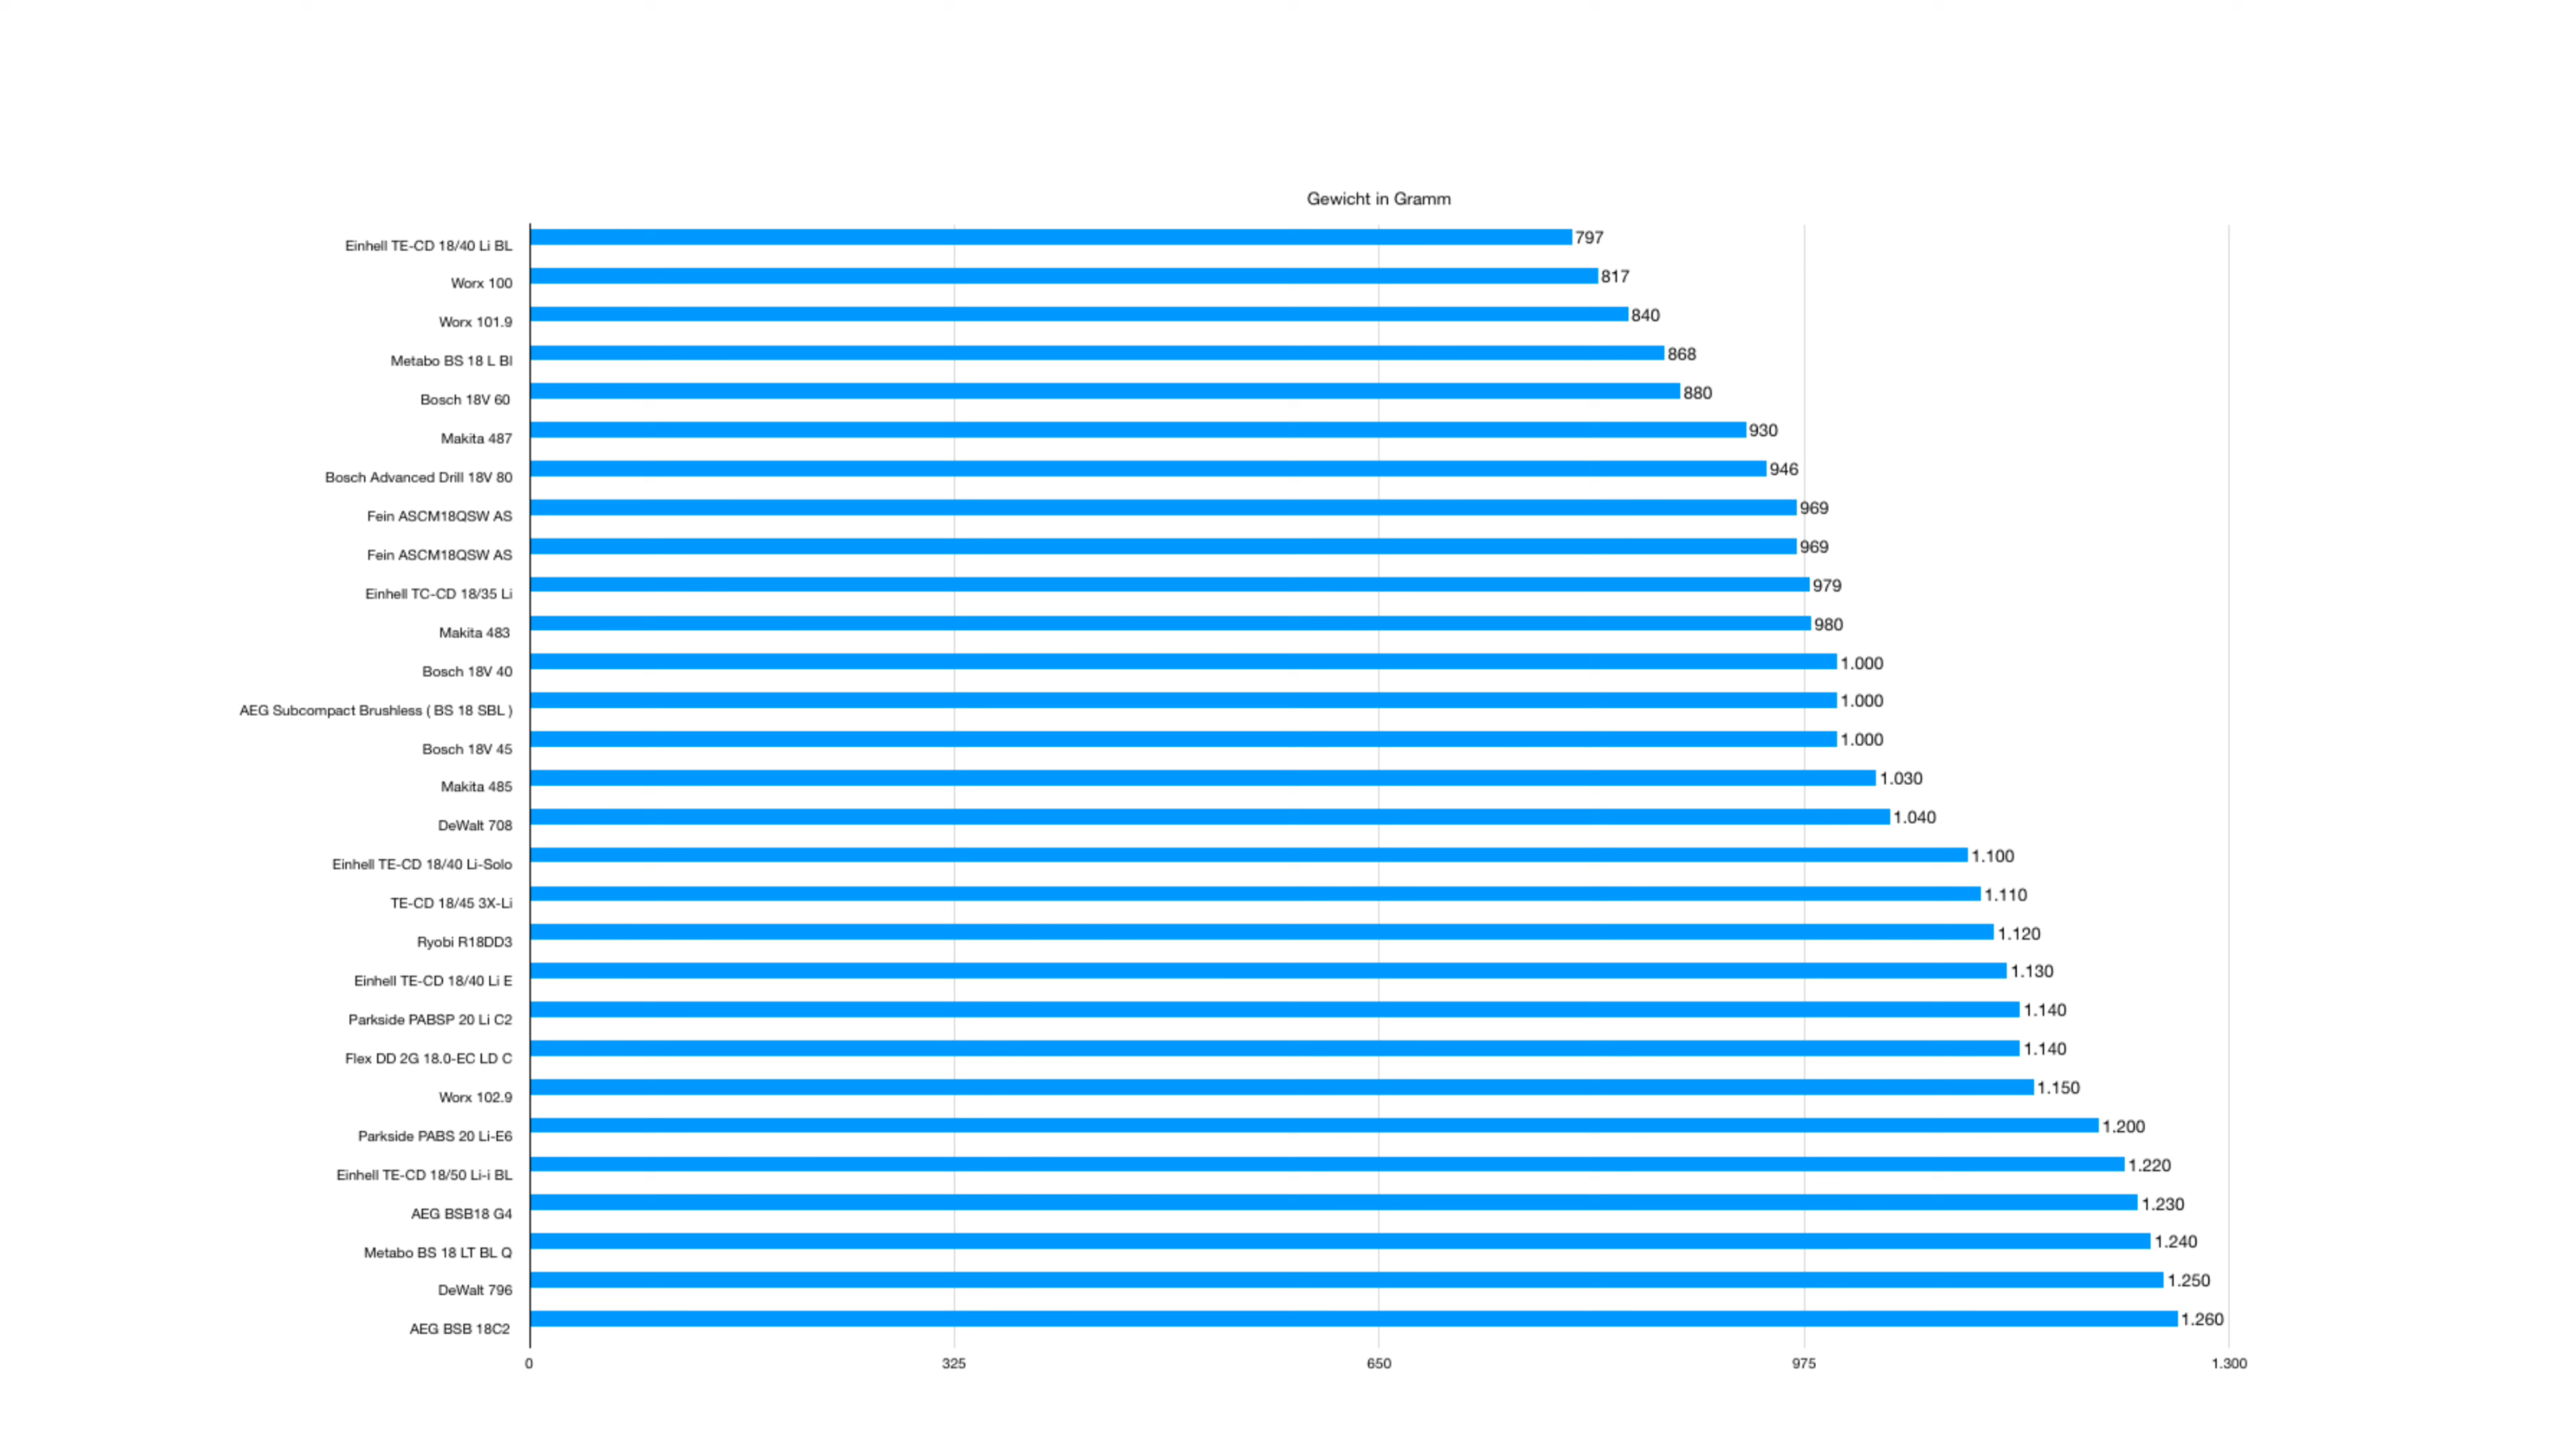 Gewicht in Gramm
Einhell TE-CD 18/40 Li BL 797
Worx 100 817
Worx 101.9 840
Metabo BS 18 L Bl 868
Bosch 18V 60 880
Makita 487 930
Bosch Advanced Drill 18V 80 946
Fein ASCM18QSW AS 969
Fein ASCM18QSW AS 969
Einhell TC-CD 18/35 Li 979
Makita 483 980
Bosch 18V 40 1.000
AEG Subcompact Brushless ( BS 18 SBL ) 1.000
Bosch 18V 45 1.000
Makita 485 1.030
DeWalt 708 1.040
Einhell TE-CD 18/40 Li-Solo 1.100
TE-CD 18/45 3X-Li 1.110
Ryobi R18DD3 1.120
Einhell TE-CD 18/40 Li E 1.130
Parkside PABSP 20 Li C2 1.140
Flex DD 2G 18.0-EC LD C 1.140
Worx 102.9 1.150
Parkside PABS 20 Li-E6 1.200
Einhell TE-CD 18/50 Li-i BL 1.220
AEG BSB18 G4 1.230
Metabo BS 18 LT BL Q 1.240
DeWalt 796 1.250
AEG BSB 18C2 1.260
0 325 650 975 1.300